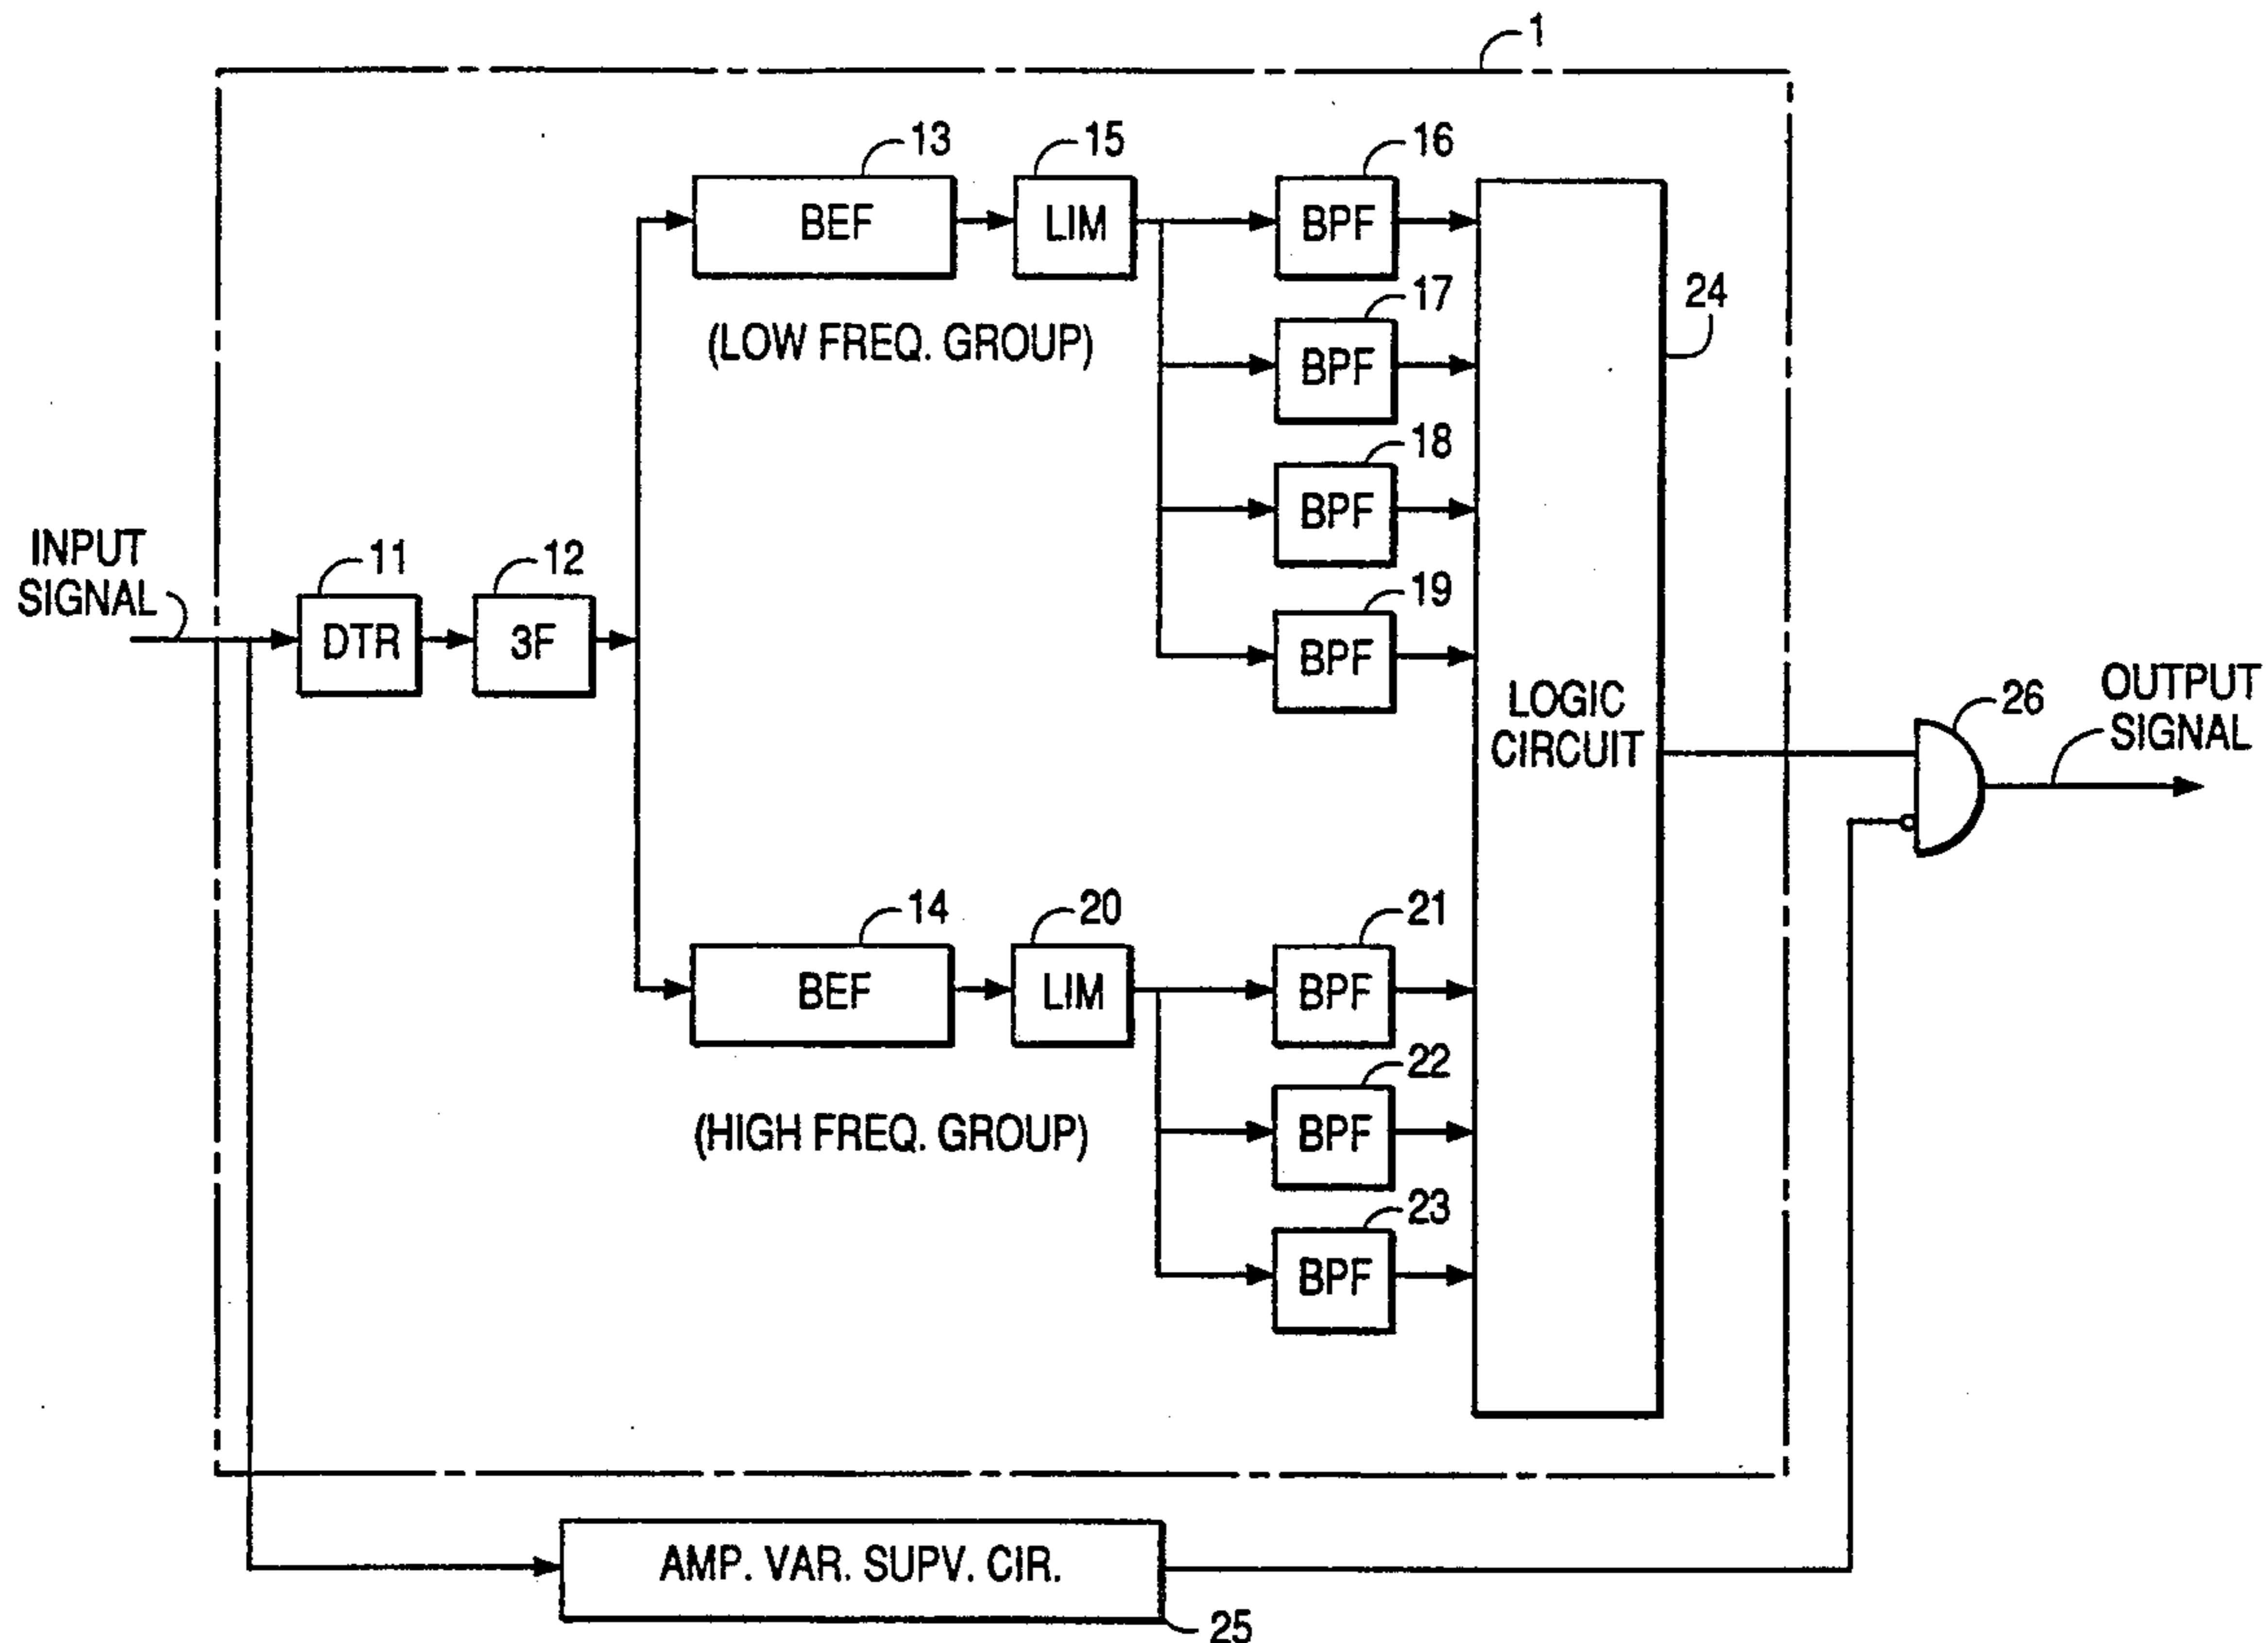 1
13
15
16
BEF
LIM
BPF
24
17
(LOW FREQ. GROUP)
BPF
18
BPF
INPUT
SIGNAL
11
12
19
DTR
3F
BPF
LOGIC
CIRCUIT
26
OUTPUT
SIGNAL
14
20
21
BEF
LIM
BPF
22
(HIGH FREQ. GROUP)
BPF
23
BPF
AMP. VAR. SUPV. CIR.
25